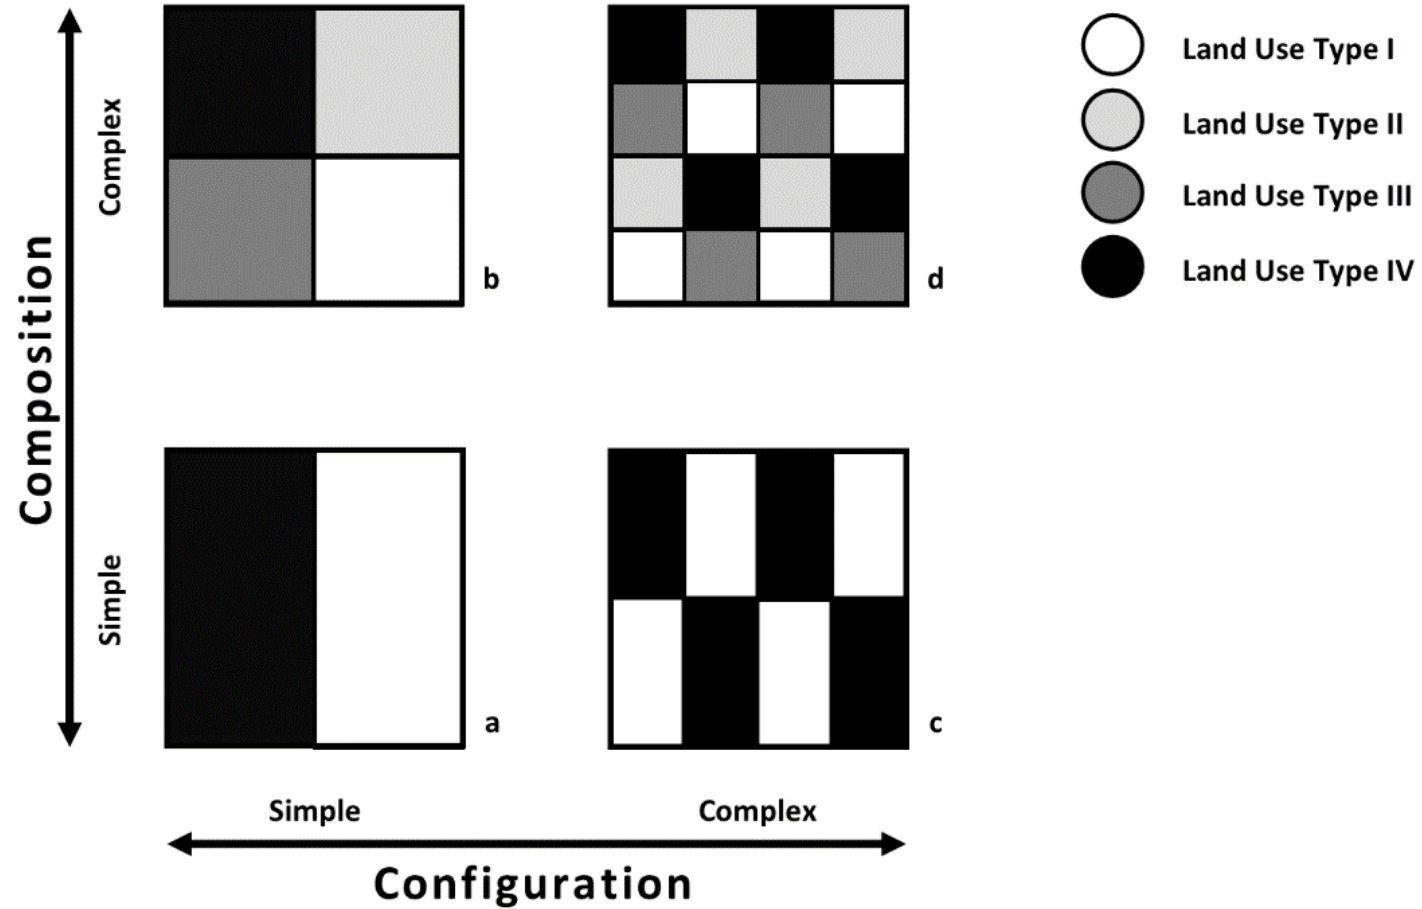 Composition
Complex
Simple
b
d
a
c
Simple
Complex
Configuration
Land Use Type I
Land Use Type II
Land Use Type III
Land Use Type IV